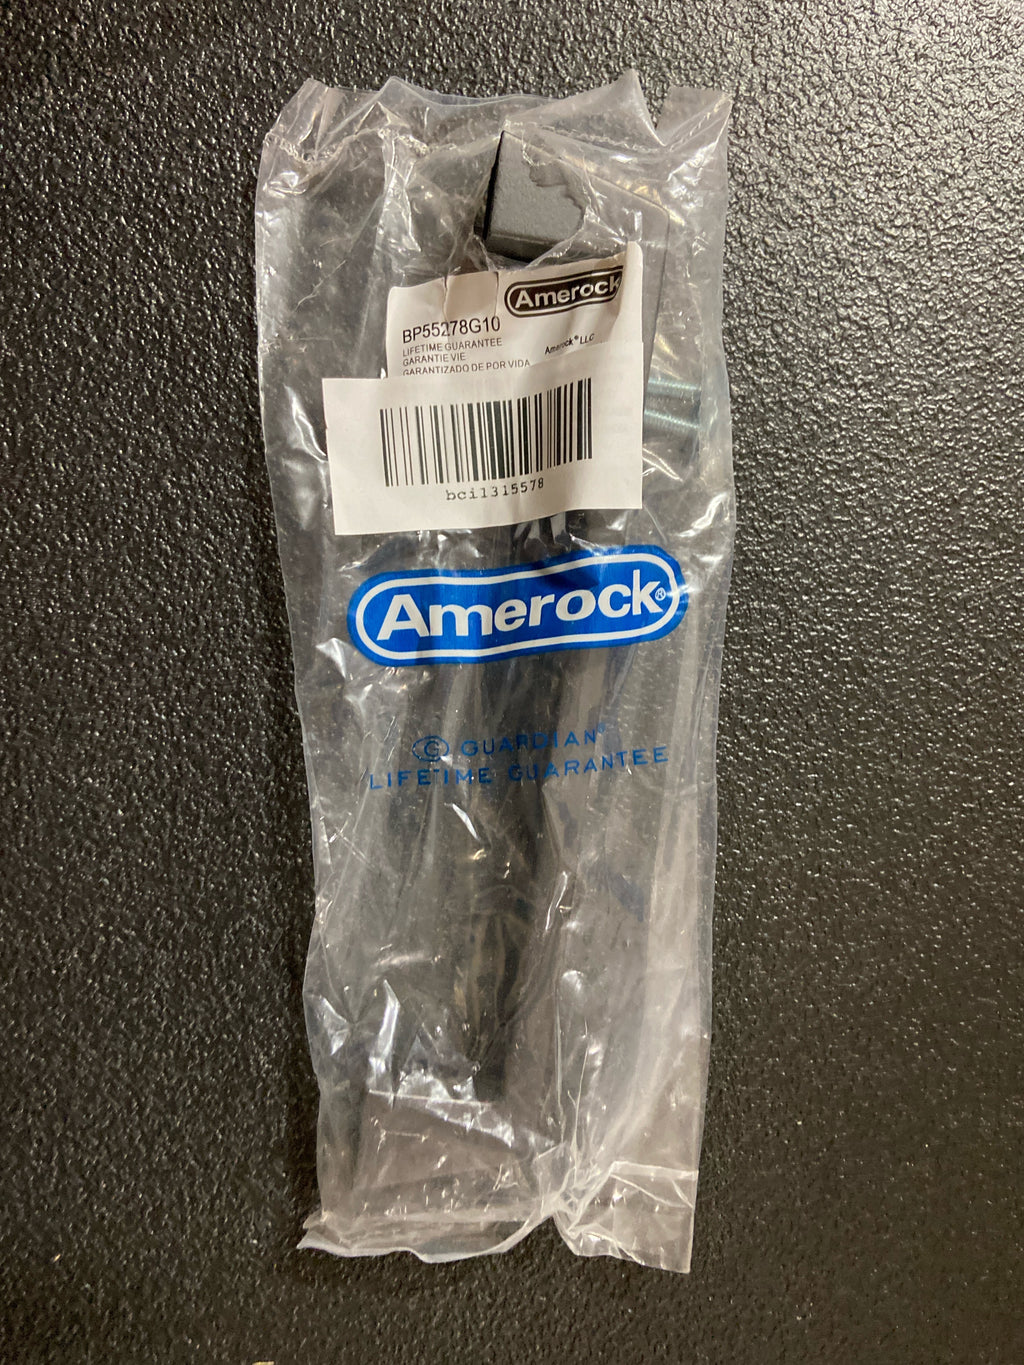 Amerock
BP55278G10
LIFETIME GUARANTEE
GARANTIE VIE
GARANTIZADO DE POR VIDA
Amerock® LLC
bci1315578
Amerock®
G GUARDIAN®
LIFETIME GUARANTEE